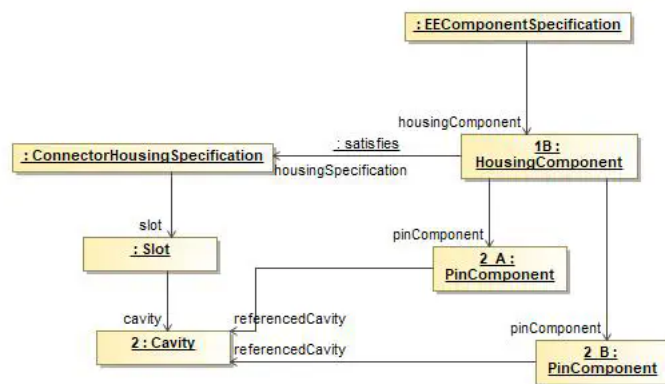 : EEComponentSpecification
housingComponent
: satisfies
1B :
HousingComponent
: ConnectorHousingSpecification
housingSpecification
slot
pinComponent
: Slot
2_A :
PinComponent
cavity
referencedCavity
pinComponent
2 : Cavity
referencedCavity
2_B :
PinComponent